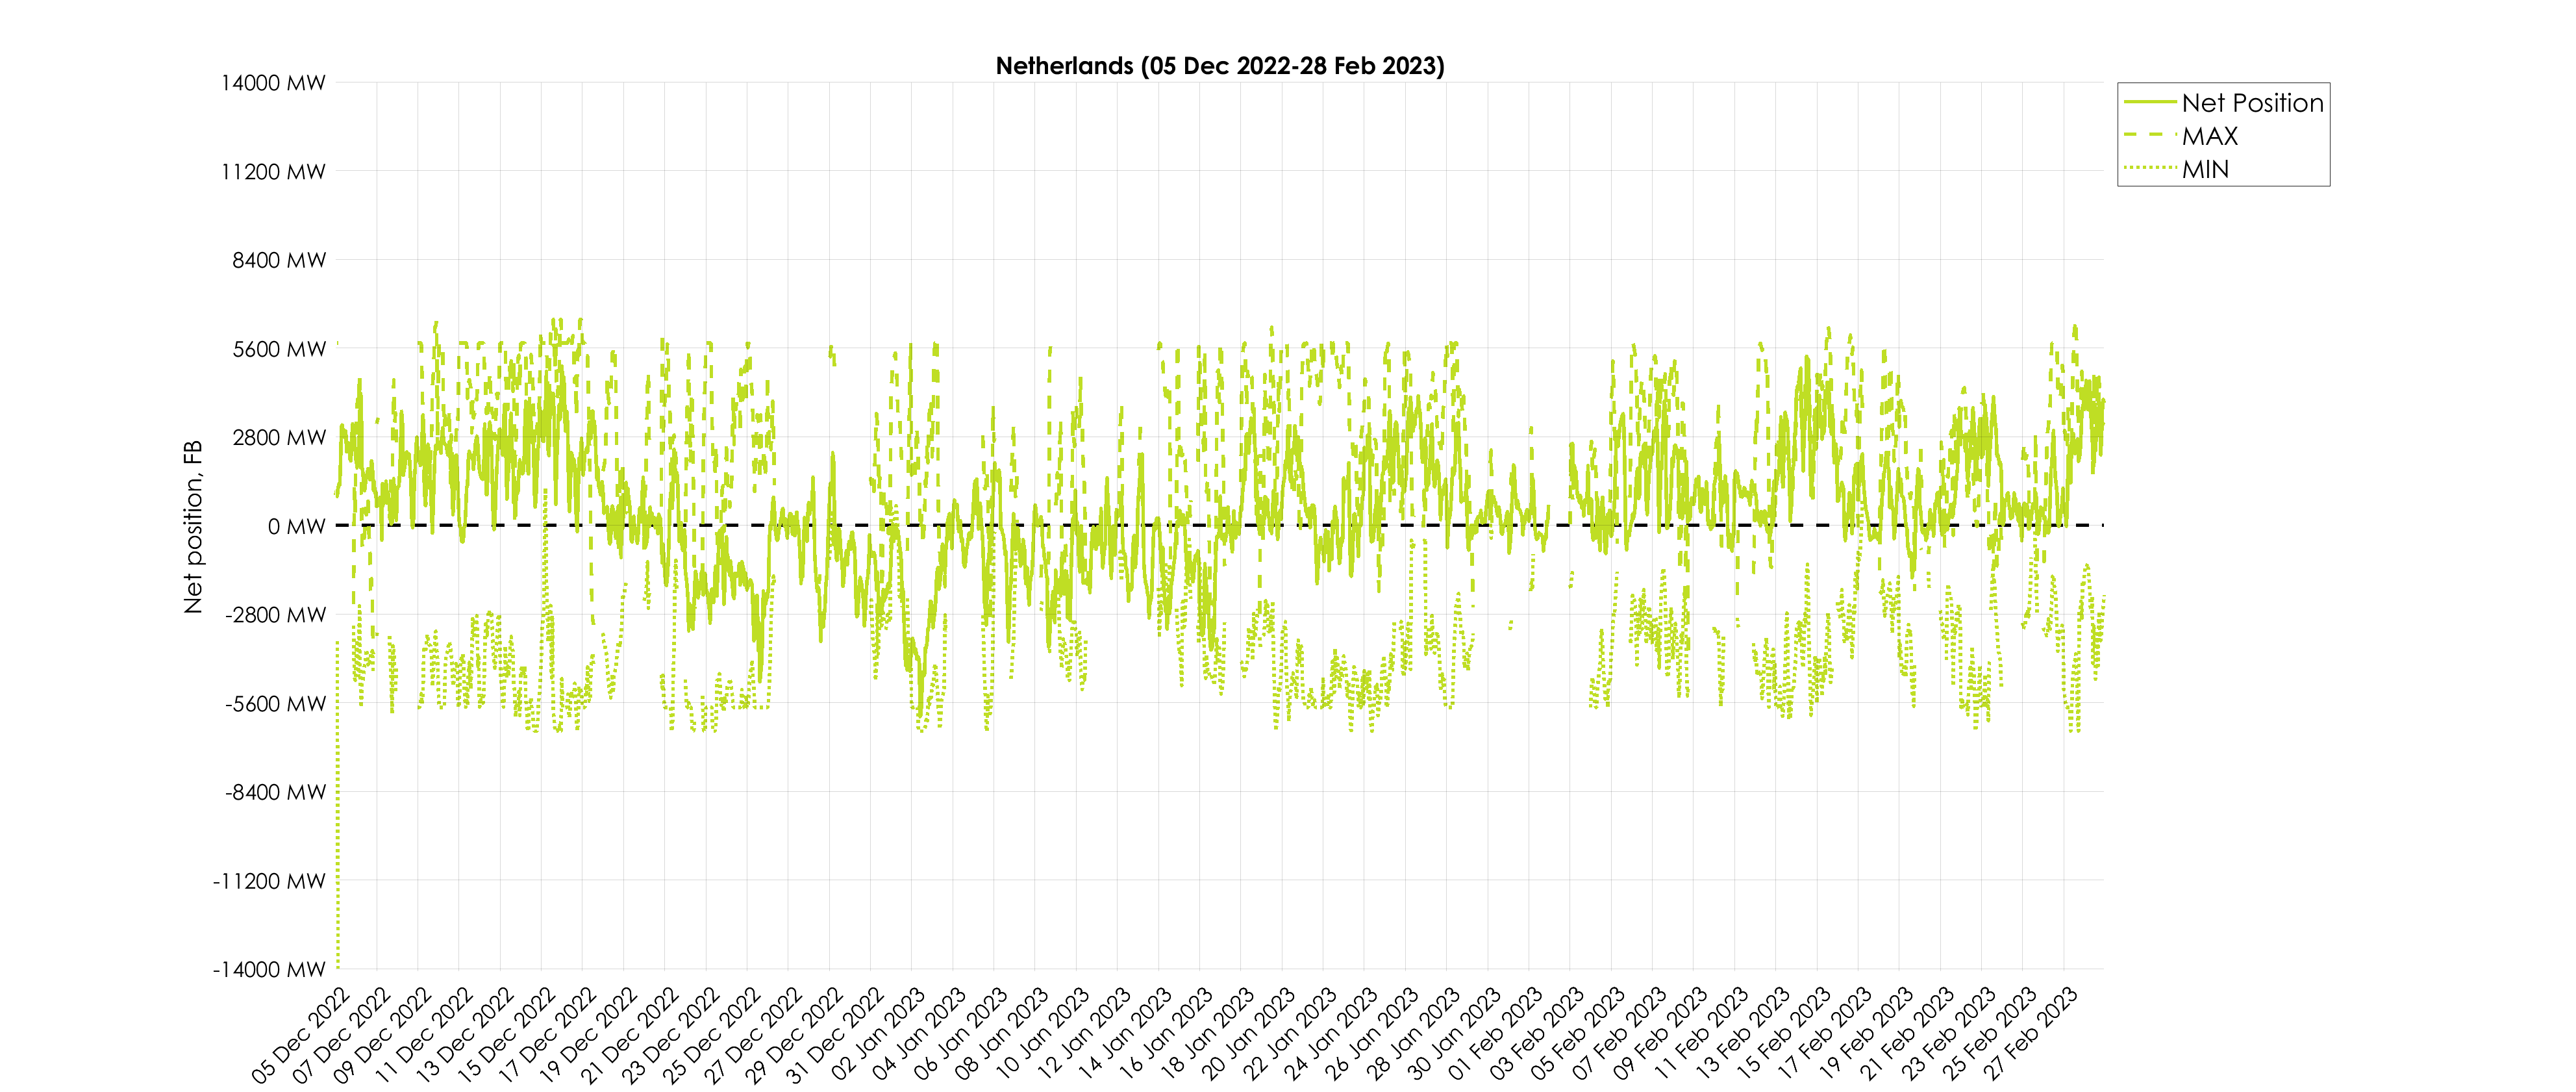 Netherlands (05 Dec 2022-28 Feb 2023)
Net Position
MAX
MIN
Net position, FB
14000 MW
11200 MW
8400 MW
5600 MW
2800 MW
0 MW
-2800 MW
-5600 MW
-8400 MW
-11200 MW
-14000 MW
05 Dec 2022
07 Dec 2022
09 Dec 2022
11 Dec 2022
13 Dec 2022
15 Dec 2022
17 Dec 2022
19 Dec 2022
21 Dec 2022
23 Dec 2022
25 Dec 2022
27 Dec 2022
29 Dec 2022
31 Dec 2022
02 Jan 2023
04 Jan 2023
06 Jan 2023
08 Jan 2023
10 Jan 2023
12 Jan 2023
14 Jan 2023
16 Jan 2023
18 Jan 2023
20 Jan 2023
22 Jan 2023
24 Jan 2023
26 Jan 2023
28 Jan 2023
30 Jan 2023
01 Feb 2023
03 Feb 2023
05 Feb 2023
07 Feb 2023
09 Feb 2023
11 Feb 2023
13 Feb 2023
15 Feb 2023
17 Feb 2023
19 Feb 2023
21 Feb 2023
23 Feb 2023
25 Feb 2023
27 Feb 2023